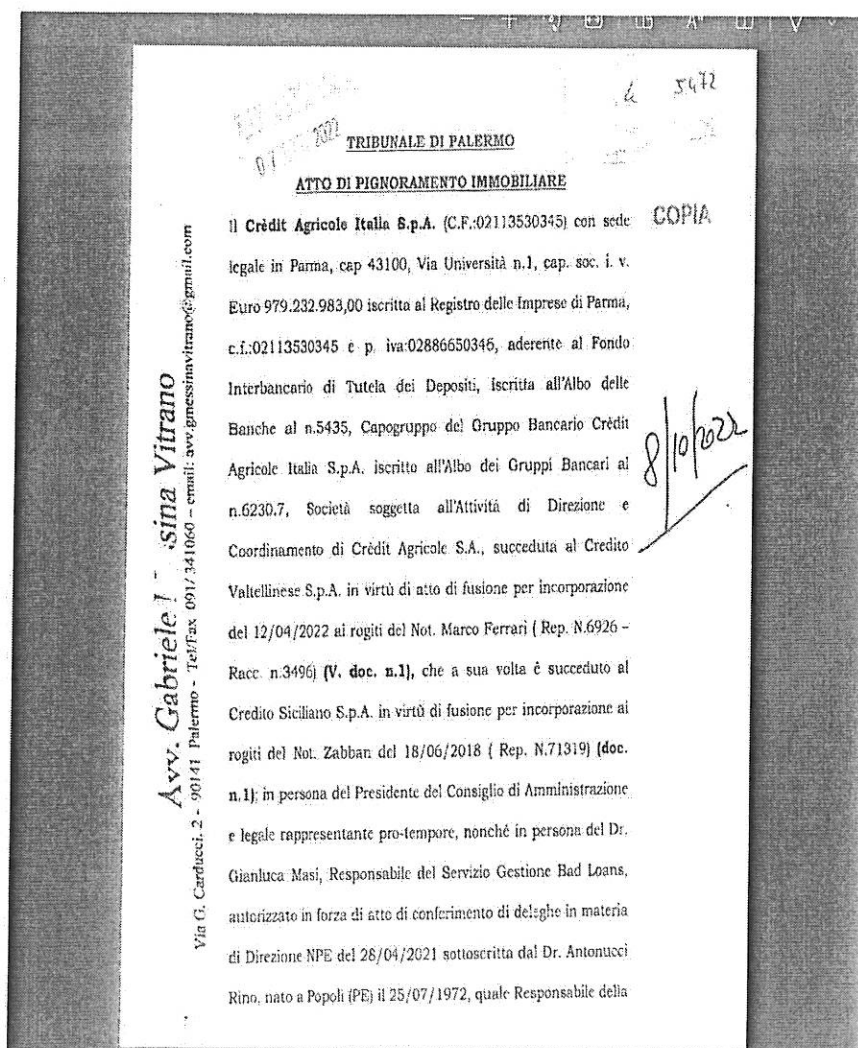 5472
2022
TRIBUNALE DI PALERMO
ATTO DI PIGNORAMENTO IMMOBILIARE
COPIA
Il Crèdit Agricole Italia S.p.A. (C.F.:02113530345) con sede
legale in Parma, cap 43100, Via Università n.1, cap. soc. i. v.
Euro 979.232.983,00 iscritta al Registro delle Imprese di Parma,
c.f.:02113530345 e p. iva:02886650346, aderente al Fondo
Interbancario di Tutela dei Depositi, iscritta all'Albo delle
Banche al n.5435, Capogruppo del Gruppo Bancario Crèdit
Agricole Italia S.p.A. iscritto all'Albo dei Gruppi Bancari al
n.6230.7, Società soggetta all'Attività di Direzione e
Coordinamento di Crèdit Agricole S.A., succeduta al Credito
Valtellinese S.p.A. in virtù di atto di fusione per incorporazione
del 12/04/2022 ai rogiti del Not. Marco Ferrari ( Rep. N.6926 –
Racc. n.3496) (V. doc. n.1), che a sua volta è succeduto al
Credito Siciliano S.p.A. in virtù di fusione per incorporazione ai
rogiti del Not. Zabban del 18/06/2018 ( Rep. N.71319) (doc.
n.1); in persona del Presidente del Consiglio di Amministrazione
e legale rappresentante pro-tempore, nonché in persona del Dr.
Gianluca Masi, Responsabile del Servizio Gestione Bad Loans,
autorizzato in forza di atto di conferimento di deleghe in materia
di Direzione NPE del 28/04/2021 sottoscritta dal Dr. Antonucci
Rino, nato a Popoli (PE) il 25/07/1972, quale Responsabile della
8/10/2022
Avv. Gabriele sina Vitrano
Via G. Carducci, 2 - 90141 Palermo - Tel/Fax 091/341060 – email: avv.gmessinavitrano@gmail.com